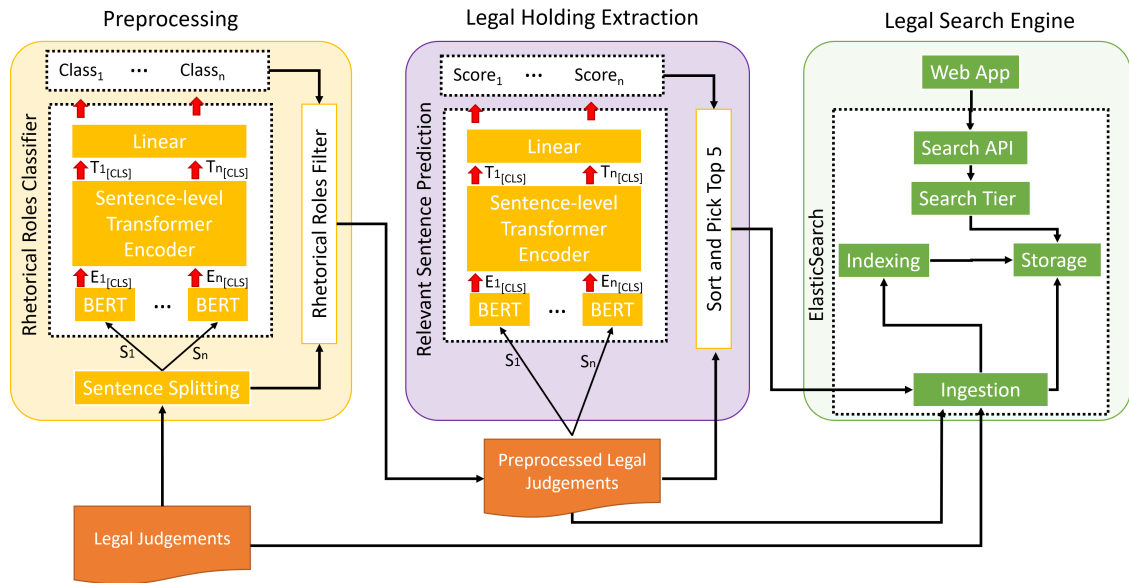 Preprocessing
Class1 ... Classn
Rhetorical Roles Classifier
Linear
T1[CLS] Tn[CLS]
Sentence-level
Transformer
Encoder
E1[CLS] En[CLS]
BERT ... BERT
S1 Sn
Sentence Splitting
Rhetorical Roles Filter
Legal Judgements
Legal Holding Extraction
Score1 ... Scoren
Relevant Sentence Prediction
Linear
T1[CLS] Tn[CLS]
Sentence-level
Transformer
Encoder
E1[CLS] En[CLS]
BERT ... BERT
S1 Sn
Sort and Pick Top 5
Preprocessed Legal
Judgements
Legal Search Engine
Web App
ElasticSearch
Search API
Search Tier
Indexing
Storage
Ingestion